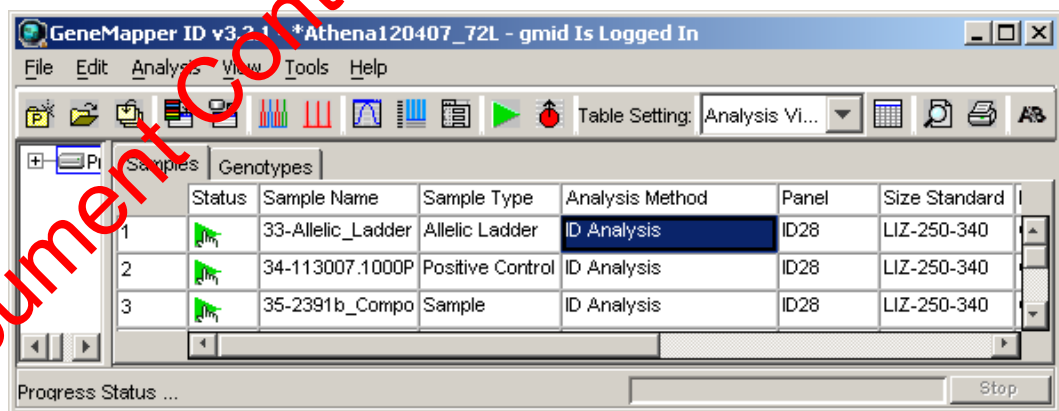 GeneMapper ID v3.2.1 - *Athena120407_72L - gmid Is Logged In
File Edit Analysis View Tools Help
Table Setting: Analysis Vi...
Samples Genotypes
Status Sample Name Sample Type Analysis Method Panel Size Standard
1 33-Allelic_Ladder Allelic Ladder ID Analysis ID28 LIZ-250-340
2 34-113007.1000P Positive Control ID Analysis ID28 LIZ-250-340
3 35-2391b_Compo Sample ID Analysis ID28 LIZ-250-340
Progress Status ... Stop